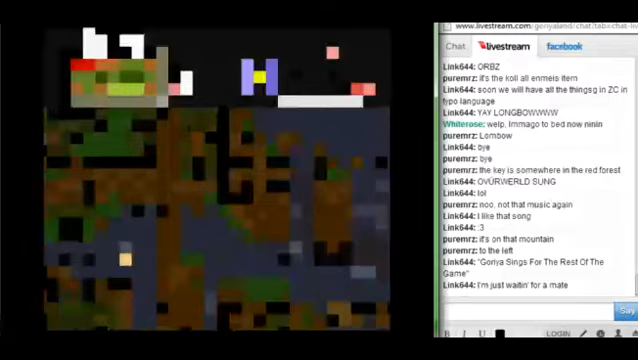 www.livestream.com/goriyaland/chat?tab=chat-li
Chat livestream facebook
Link644: ORBZ
puremrz: it's the koll all enmeis item
Link644: soon we will have all the thingsg in ZC in
typo language
Link644: YAY LONGBOWWWW
Whiterose: welp, Immago to bed now ninin
puremrz: Lombow
Link644: bye
puremrz: bye
puremrz: the key is somewhere in the red forest
Link644: OVÜRWERLD SUNG
Link644: lol
puremrz: noo, not that music again
Link644: I like that song
Link644: :3
puremrz: it's on that mountain
puremrz: to the left
Link644: "Goriya Sings For The Rest Of The
Game"
Link644: I'm just waitin' for a mate
Say
B I U LOGIN